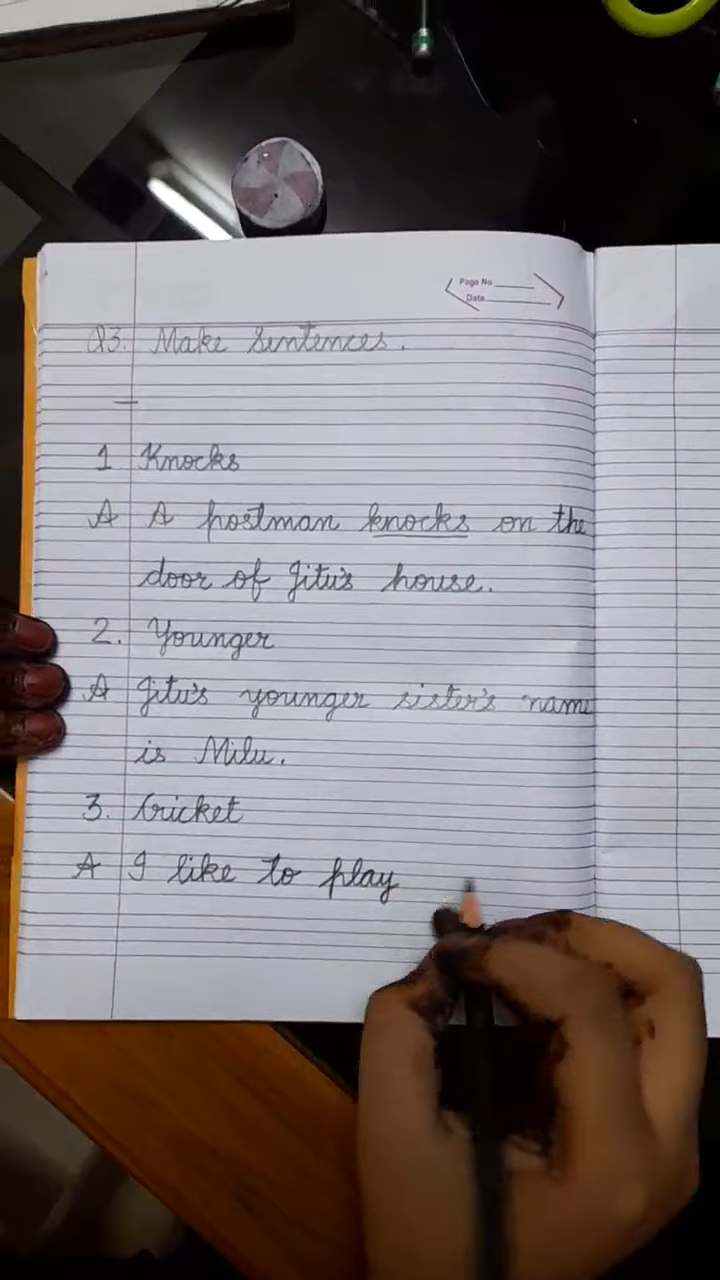 Page No
Date
Q3. Make Sentences.
1 Knocks
A A postman knocks on the
door of Jitu's house.
2. Younger
A Jitu's younger sister's name
is Milu.
3. Cricket
A I like to play